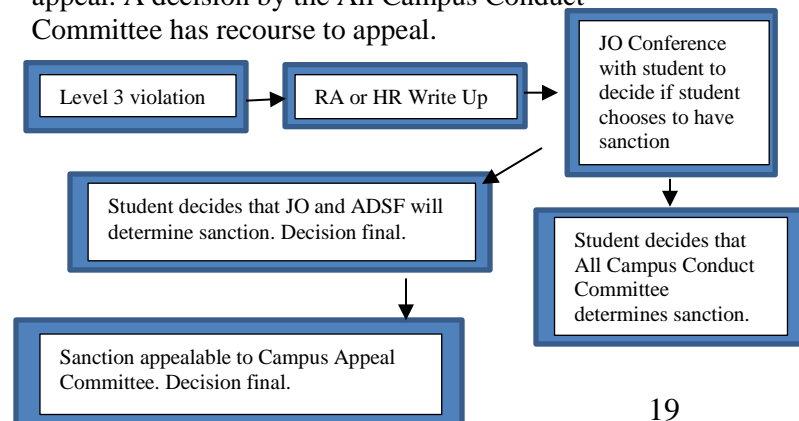 appeal. A decision by the All Campus Conduct
Committee has recourse to appeal.
Level 3 violation
RA or HR Write Up
JO Conference
with student to
decide if student
chooses to have
sanction
Student decides that JO and ADSF will
determine sanction. Decision final.
Student decides that
All Campus Conduct
Committee
determines sanction.
Sanction appealable to Campus Appeal
Committee. Decision final.
19